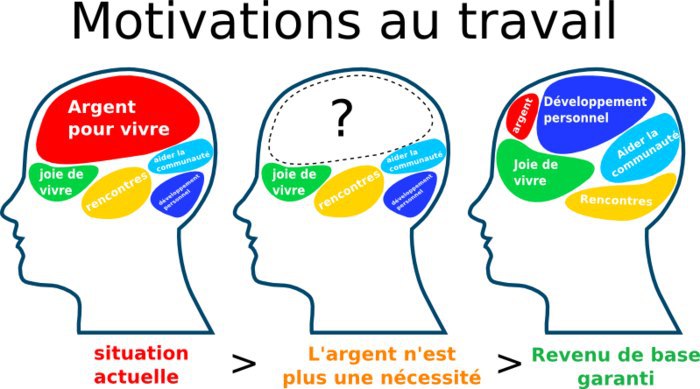 Motivations au travail
Argent
pour vivre
joie de
vivre
rencontres
aider la
communauté
développement
personnel
?
joie de
vivre
rencontres
aider la
communauté
développement
personnel
argent
Développement
personnel
Joie de
vivre
Aider la
communauté
Rencontres
situation
actuelle
>
L'argent n'est
plus une nécessité
>
Revenu de base
garanti